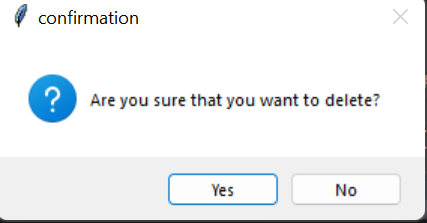 confirmation
Are you sure that you want to delete?
Yes
No